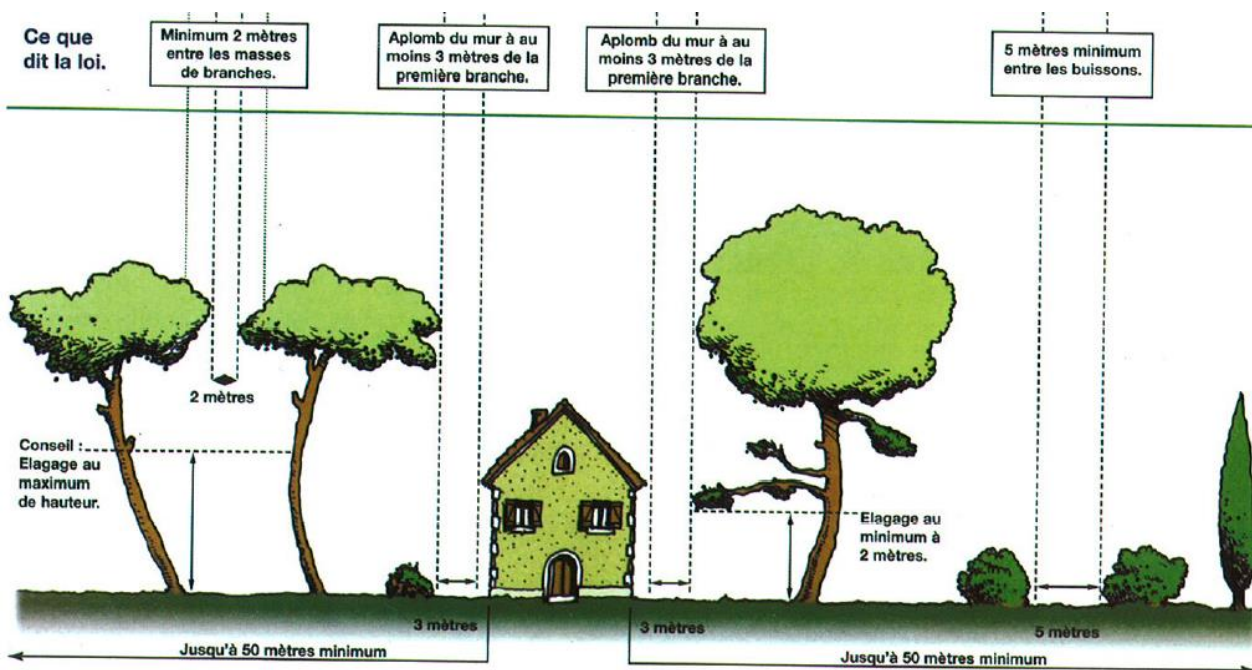 Ce que
dit la loi.
Minimum 2 mètres
entre les masses
de branches.
Aplomb du mur à au
moins 3 mètres de la
première branche.
Aplomb du mur à au
moins 3 mètres de la
première branche.
5 mètres minimum
entre les buissons.
2 mètres
Conseil :
Elagage au
maximum
de hauteur.
Elagage au
minimum à
2 mètres.
3 mètres
3 mètres
5 mètres
Jusqu'à 50 mètres minimum
Jusqu'à 50 mètres minimum